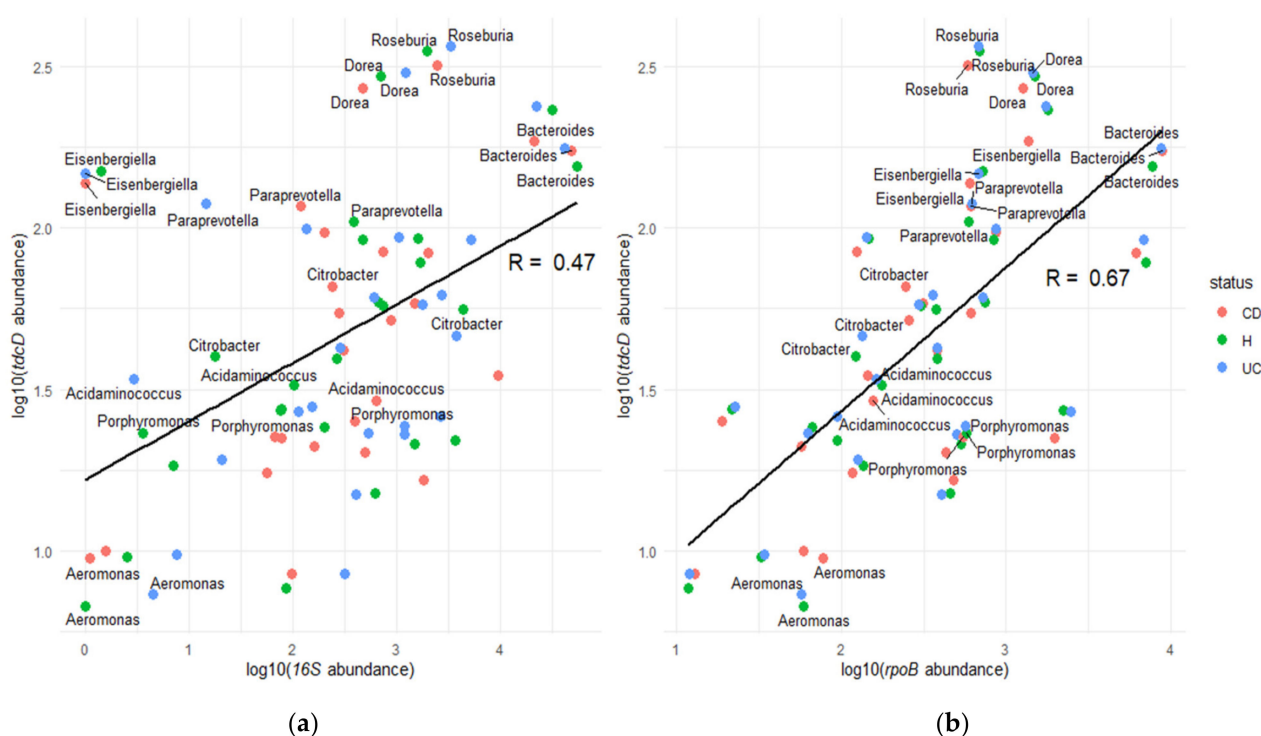 log10(tdcD abundance)
2.5
2.0
1.5
1.0
Roseburia
Roseburia
Roseburia
Dorea
Dorea
Dorea
Bacteroides
Bacteroides
Bacteroides
Eisenbergiella
Eisenbergiella
Eisenbergiella
Paraprevotella
Paraprevotella
Paraprevotella
R = 0.47
Citrobacter
Citrobacter
Citrobacter
Acidaminococcus
Acidaminococcus
Acidaminococcus
Porphyromonas
Porphyromonas
Porphyromonas
Aeromonas
Aeromonas
Aeromonas
0 1 2 3 4
log10(16S abundance)
(a)
log10(tdcD abundance)
2.5
2.0
1.5
1.0
Roseburia
Roseburia
Roseburia
Dorea
Dorea
Dorea
Bacteroides
Bacteroides
Bacteroides
Eisenbergiella
Eisenbergiella
Eisenbergiella
Paraprevotella
Paraprevotella
Paraprevotella
R = 0.67
Citrobacter
Citrobacter
Citrobacter
Acidaminococcus
Acidaminococcus
Acidaminococcus
Porphyromonas
Porphyromonas
Porphyromonas
Aeromonas
Aeromonas
1 2 3 4
log10(rpoB abundance)
(b)
status
CD
H
UC